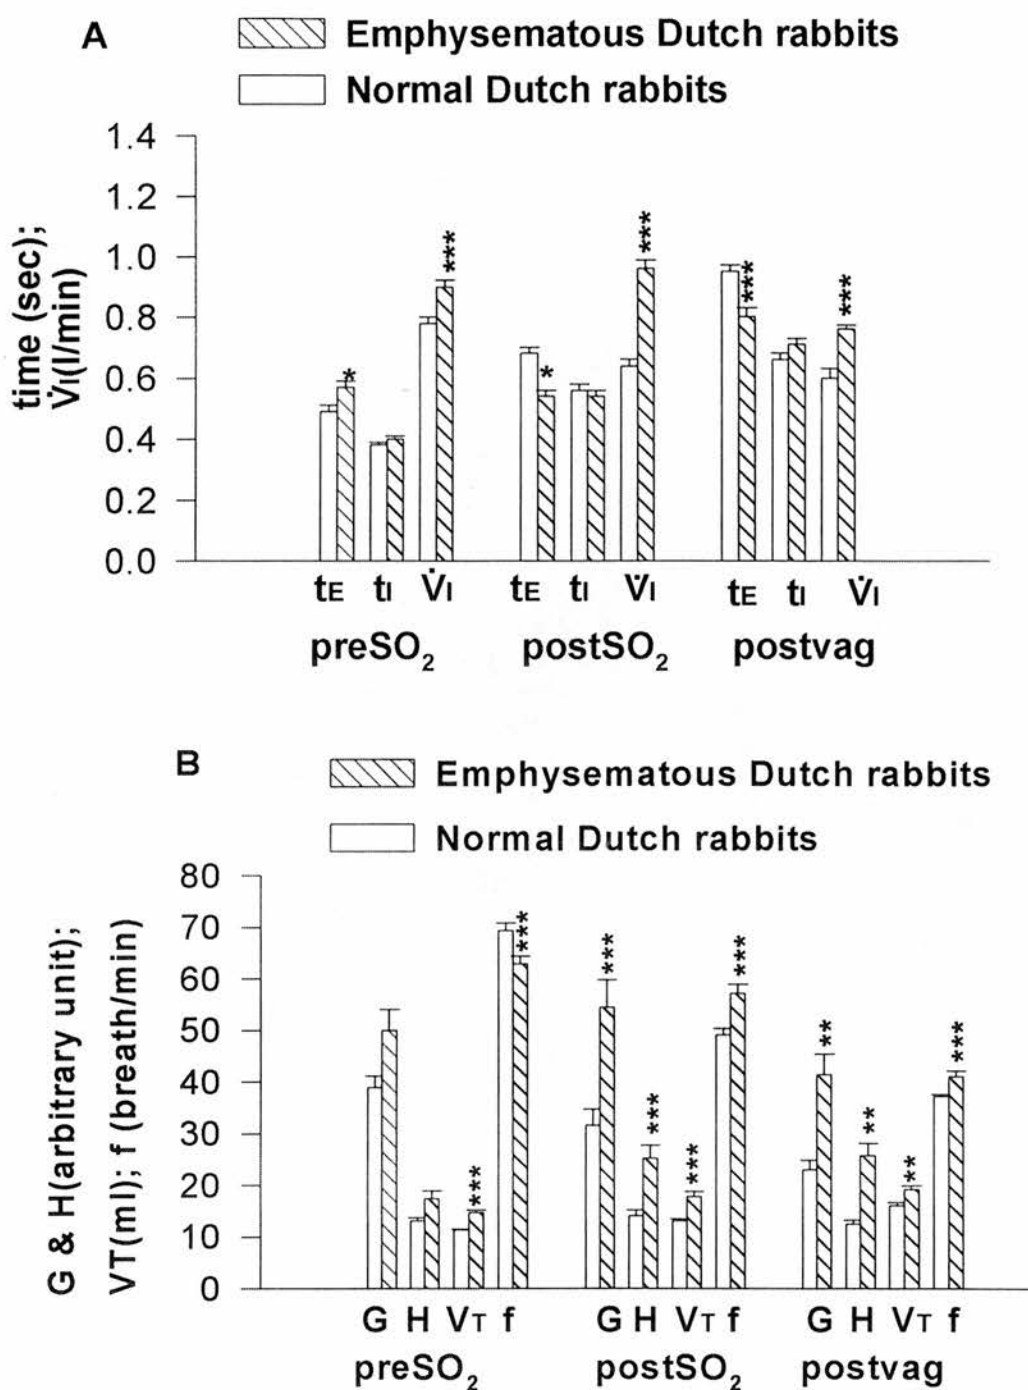 A
Emphysematous Dutch rabbits
Normal Dutch rabbits
time (sec);
V̇I(l/min)
1.4
1.2
1.0
0.8
0.6
0.4
0.2
0.0
* *** * *** *** ***
tE tI V̇I tE tI V̇I tE tI V̇I
preSO2 postSO2 postvag
B
Emphysematous Dutch rabbits
Normal Dutch rabbits
G & H(arbitrary unit);
VT(ml); f (breath/min)
80
70
60
50
40
30
20
10
0
*** *** *** *** *** *** ** ** ** ***
G H VT f G H VT f G H VT f
preSO2 postSO2 postvag